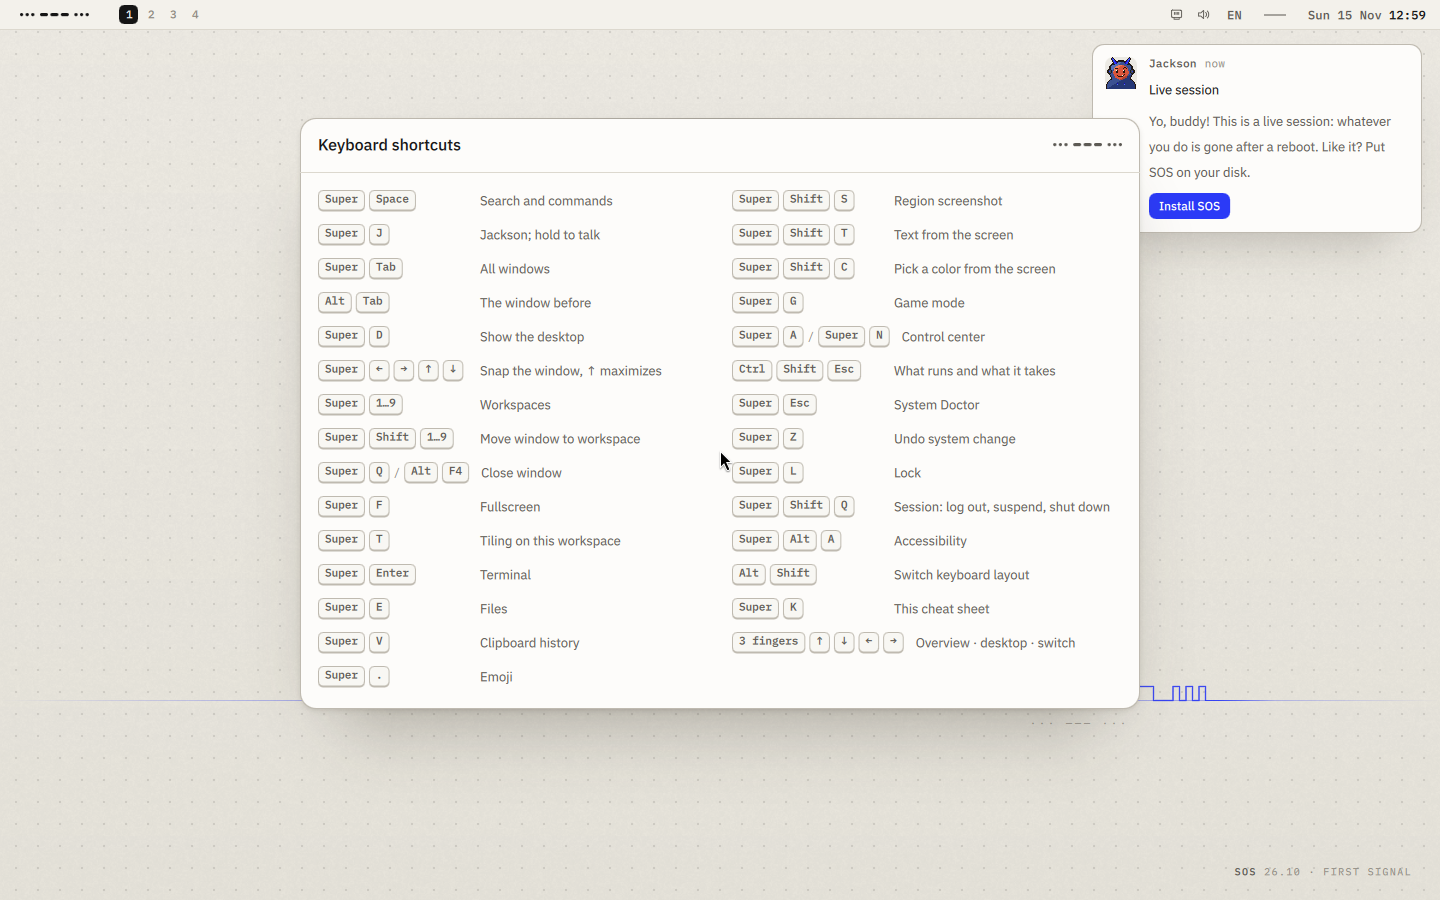 1 2 3 4
EN
Sun 15 Nov 12:59
Jackson now
Live session
Yo, buddy! This is a live session: whatever
you do is gone after a reboot. Like it? Put
SOS on your disk.
Install SOS
Keyboard shortcuts
Super Space Search and commands
Super J Jackson; hold to talk
Super Tab All windows
Alt Tab The window before
Super D Show the desktop
Super ← → ↑ ↓ Snap the window, ↑ maximizes
Super 1…9 Workspaces
Super Shift 1…9 Move window to workspace
Super Q / Alt F4 Close window
Super F Fullscreen
Super T Tiling on this workspace
Super Enter Terminal
Super E Files
Super V Clipboard history
Super . Emoji
Super Shift S Region screenshot
Super Shift T Text from the screen
Super Shift C Pick a color from the screen
Super G Game mode
Super A / Super N Control center
Ctrl Shift Esc What runs and what it takes
Super Esc System Doctor
Super Z Undo system change
Super L Lock
Super Shift Q Session: log out, suspend, shut down
Super Alt A Accessibility
Alt Shift Switch keyboard layout
Super K This cheat sheet
3 fingers ↑ ↓ ← → Overview · desktop · switch
SOS 26.10 · FIRST SIGNAL